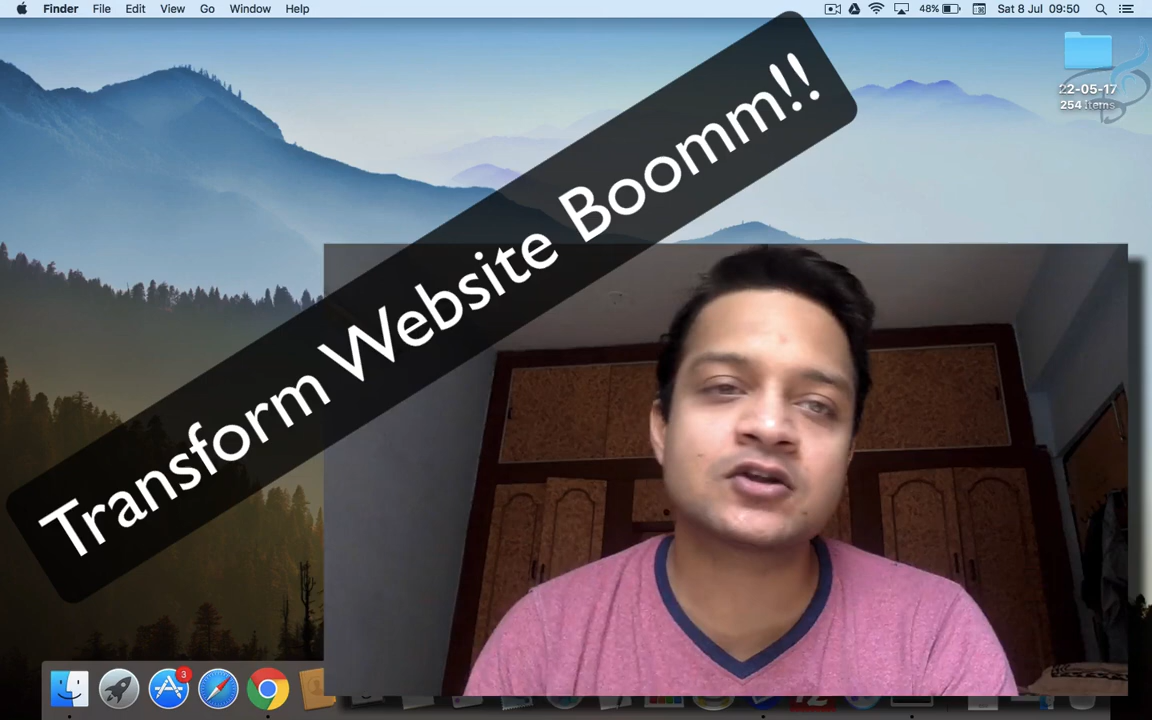 Finder File Edit View Go Window Help 48% Sat 8 Jul 09:50
22-05-17
254 items
Transform Website Boomm!!
3